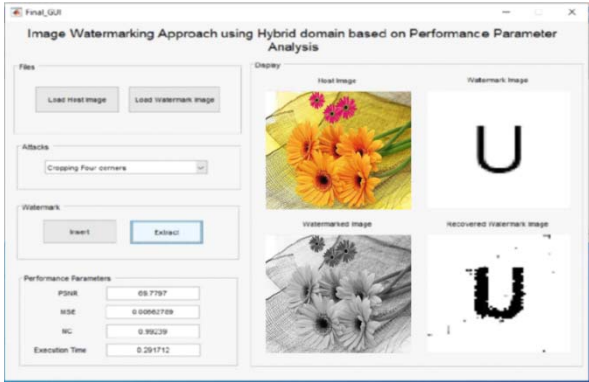 Final_GUI
Image Watermarking Approach using Hybrid domain based on Performance Parameter
Analysis
Files
Load Host Image
Load Watermark Image
Attacks
Cropping Four corners
Watermark
Insert
Extract
Performance Parameters
PSNR
69.7797
MSE
0.00662789
NC
0.99239
Execution Time
0.291712
Display
Host Image
Watermark Image
U
Watermarked Image
Recovered Watermark Image
U